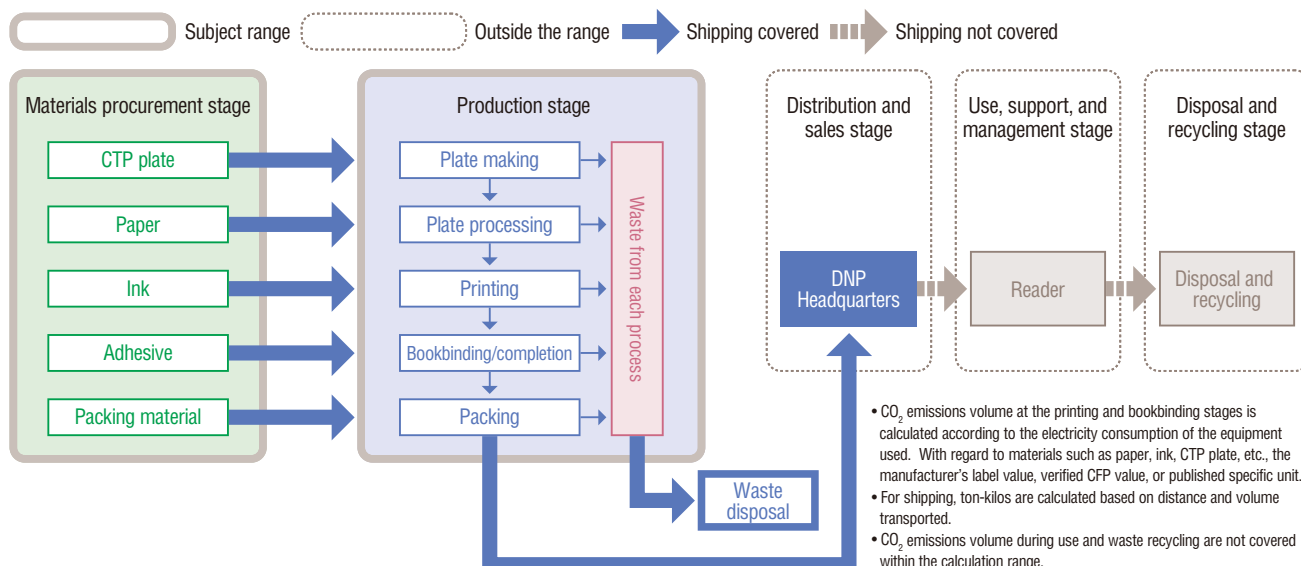 Subject range
Outside the range
Shipping covered
Shipping not covered
Materials procurement stage
CTP plate
Paper
Ink
Adhesive
Packing material
Production stage
Plate making
Plate processing
Printing
Bookbinding/completion
Packing
Waste from each process
Waste
disposal
Distribution and
sales stage
DNP
Headquarters
Use, support, and
management stage
Reader
Disposal and
recycling stage
Disposal and
recycling
• CO₂ emissions volume at the printing and bookbinding stages is
calculated according to the electricity consumption of the equipment
used. With regard to materials such as paper, ink, CTP plate, etc., the
manufacturer's label value, verified CFP value, or published specific unit.
• For shipping, ton-kilos are calculated based on distance and volume
transported.
• CO₂ emissions volume during use and waste recycling are not covered
within the calculation range.